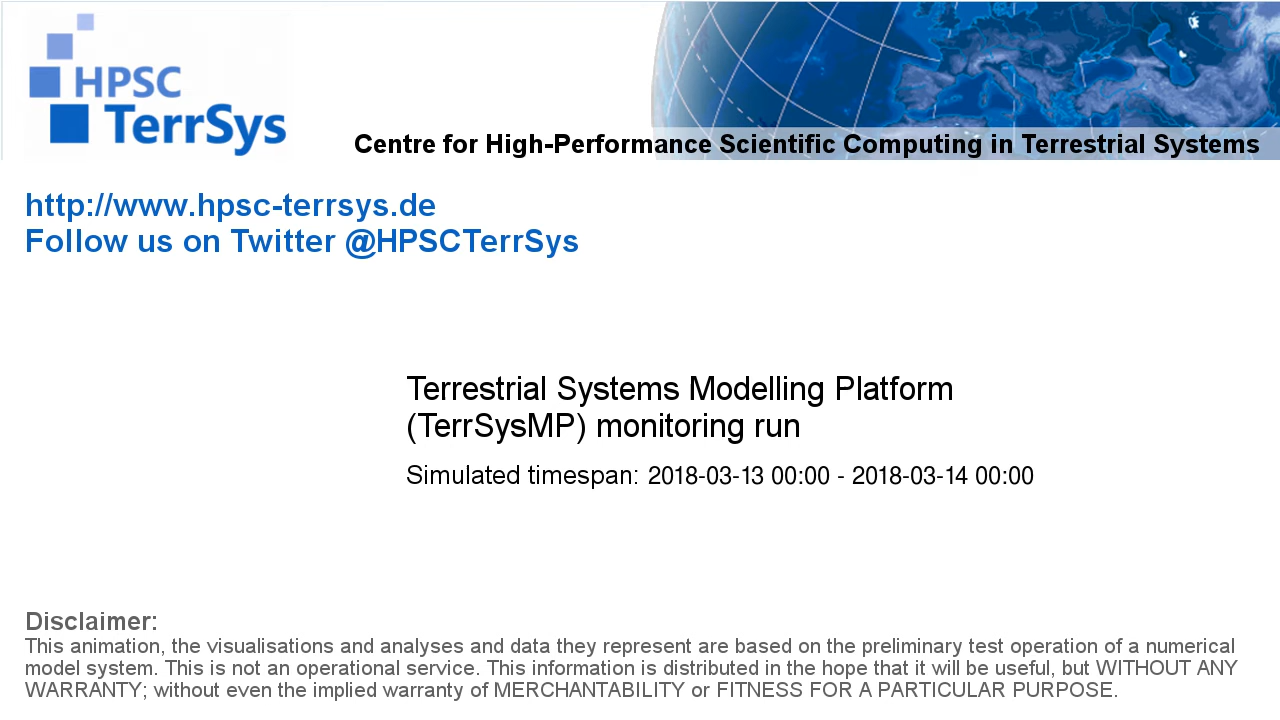 HPSC
TerrSys
Centre for High-Performance Scientific Computing in Terrestrial Systems
http://www.hpsc-terrsys.de
Follow us on Twitter @HPSCTerrSys
Terrestrial Systems Modelling Platform
(TerrSysMP) monitoring run
Simulated timespan: 2018-03-13 00:00 - 2018-03-14 00:00
Disclaimer:
This animation, the visualisations and analyses and data they represent are based on the preliminary test operation of a numerical
model system. This is not an operational service. This information is distributed in the hope that it will be useful, but WITHOUT ANY
WARRANTY; without even the implied warranty of MERCHANTABILITY or FITNESS FOR A PARTICULAR PURPOSE.